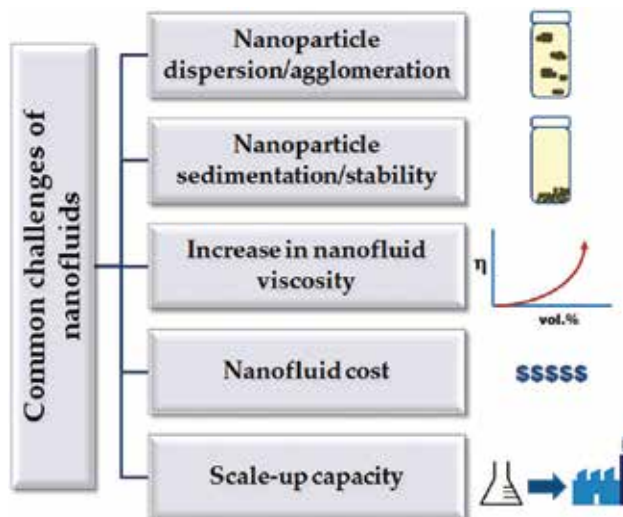 Common challenges of
nanofluids
Nanoparticle
dispersion/agglomeration
Nanoparticle
sedimentation/stability
Increase in nanofluid
viscosity
η
vol.%
Nanofluid cost
$$$$$
Scale-up capacity